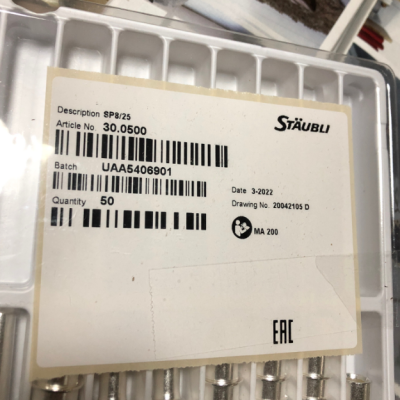 STÄUBLI
Description SP8/25
Article No. 30.0500
Batch UAA5406901
Quantity 50
Date 3-2022
Drawing No. 20042105 D
MA 200
EAC